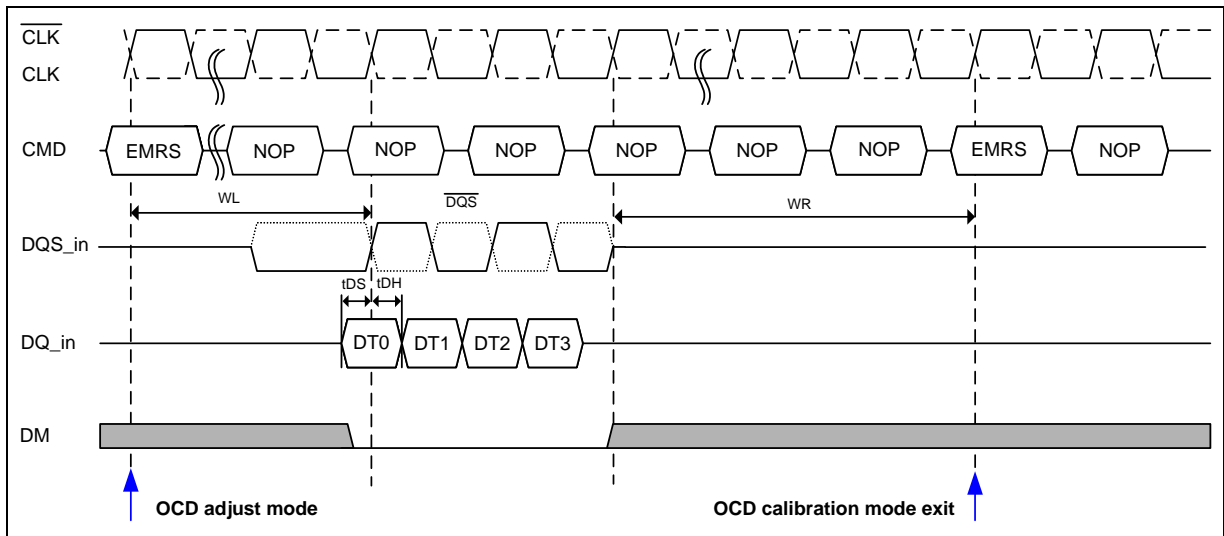 CLK
CLK
CMD EMRS NOP NOP NOP NOP NOP NOP EMRS NOP
WL DQS WR
DQS_in
tDS tDH
DQ_in DT0 DT1 DT2 DT3
DM
OCD adjust mode OCD calibration mode exit